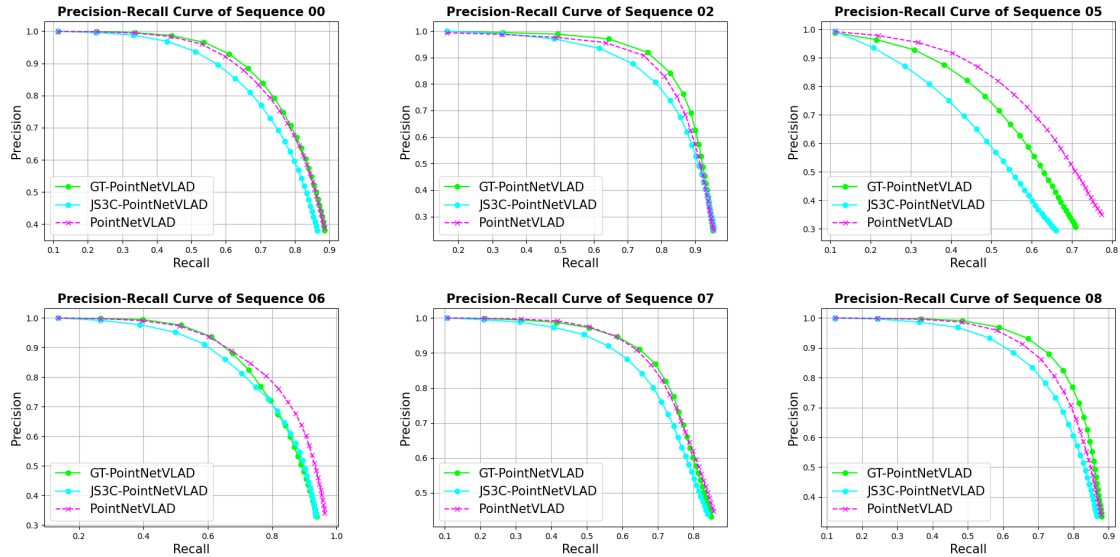 Precision-Recall Curve of Sequence 00
Precision
1.0
0.9
0.8
0.7
0.6
0.5
0.4
GT-PointNetVLAD
JS3C-PointNetVLAD
PointNetVLAD
0.1 0.2 0.3 0.4 0.5 0.6 0.7 0.8 0.9
Recall
Precision-Recall Curve of Sequence 02
Precision
1.0
0.9
0.8
0.7
0.6
0.5
0.4
0.3
GT-PointNetVLAD
JS3C-PointNetVLAD
PointNetVLAD
0.2 0.4 0.6 0.8
Recall
Precision-Recall Curve of Sequence 05
Precision
1.0
0.9
0.8
0.7
0.6
0.5
0.4
0.3
GT-PointNetVLAD
JS3C-PointNetVLAD
PointNetVLAD
0.1 0.2 0.3 0.4 0.5 0.6 0.7 0.8
Recall
Precision-Recall Curve of Sequence 06
Precision
1.0
0.9
0.8
0.7
0.6
0.5
0.4
0.3
GT-PointNetVLAD
JS3C-PointNetVLAD
PointNetVLAD
0.2 0.4 0.6 0.8 1.0
Recall
Precision-Recall Curve of Sequence 07
Precision
1.0
0.9
0.8
0.7
0.6
0.5
GT-PointNetVLAD
JS3C-PointNetVLAD
PointNetVLAD
0.1 0.2 0.3 0.4 0.5 0.6 0.7 0.8
Recall
Precision-Recall Curve of Sequence 08
Precision
1.0
0.9
0.8
0.7
0.6
0.5
0.4
GT-PointNetVLAD
JS3C-PointNetVLAD
PointNetVLAD
0.1 0.2 0.3 0.4 0.5 0.6 0.7 0.8 0.9
Recall